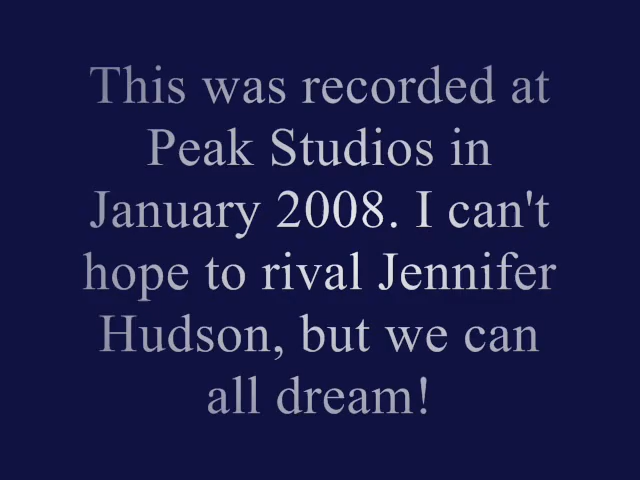 This was recorded at
Peak Studios in
January 2008. I can't
hope to rival Jennifer
Hudson, but we can
all dream!